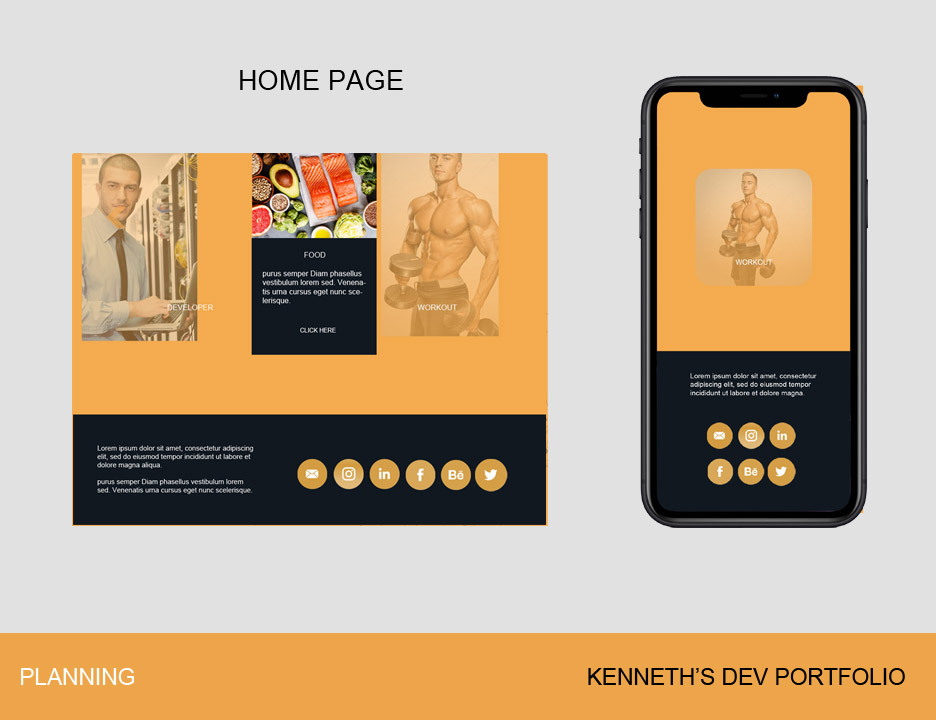 HOME PAGE
DEVELOPER
FOOD
purus semper Diam phasellus
vestibulum lorem sed. Venena-
tis urna cursus eget nunc sce-
lerisque.
CLICK HERE
WORKOUT
Lorem ipsum dolor sit amet, consectetur adipiscing
elit, sed do eiusmod tempor incididunt ut labore et
dolore magna aliqua.
purus semper Diam phasellus vestibulum lorem
sed. Venenatis urna cursus eget nunc scelerisque.
in
f
Bē
WORKOUT
Lorem ipsum dolor sit amet, consectetur
adipiscing elit, sed do eiusmod tempor
incididunt ut labore et dolore magna.
in
f
Bē
PLANNING
KENNETH'S DEV PORTFOLIO